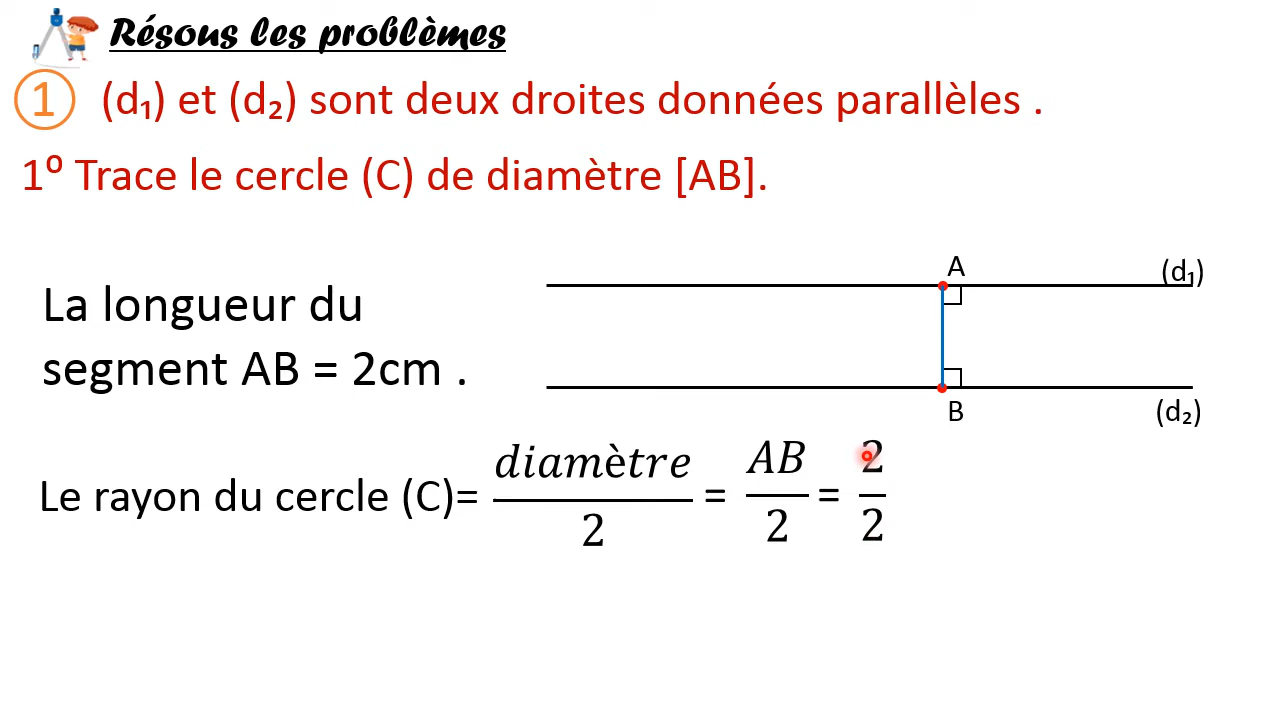 Résous les problèmes
1 (d₁) et (d₂) sont deux droites données parallèles .
1⁰ Trace le cercle (C) de diamètre [AB].
A
(d₁)
La longueur du
segment AB = 2cm .
B
(d₂)
Le rayon du cercle (C)= diamètre/2 = AB/2 = 2/2